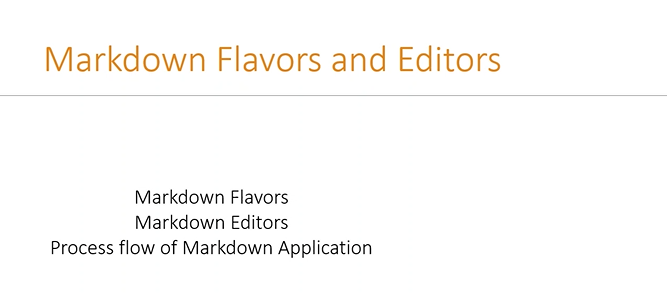 Markdown Flavors and Editors
Markdown Flavors
Markdown Editors
Process flow of Markdown Application